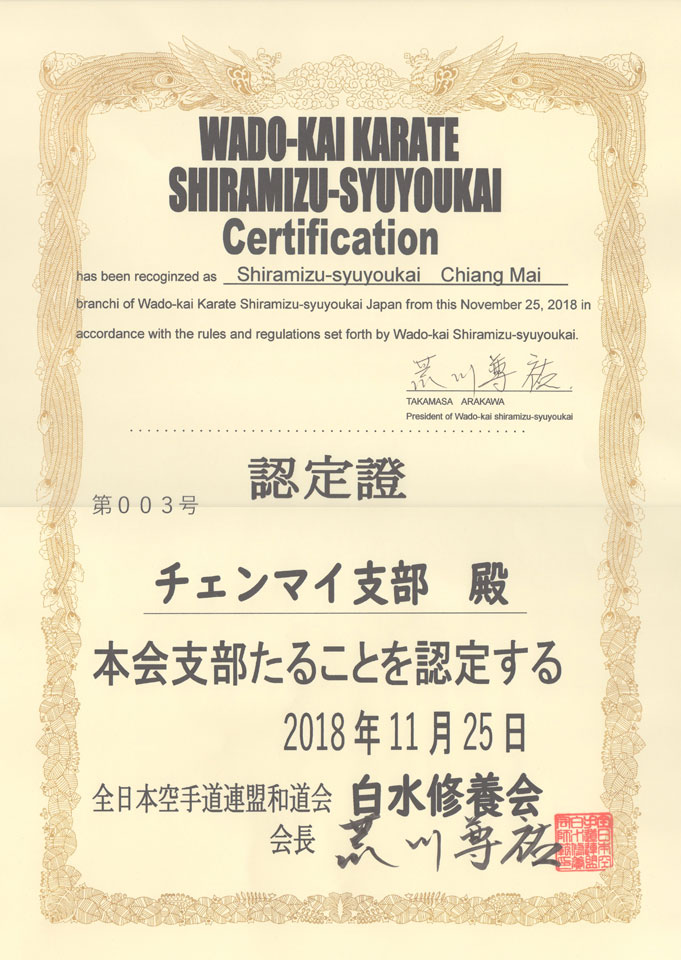 WADO-KAI KARATE
SHIRAMIZU-SYUYOUKAI
Certification
has been recoginzed as Shiramizu-syuyoukai Chiang Mai
branchi of Wado-kai Karate Shiramizu-syuyoukai Japan from this November 25, 2018 in
accordance with the rules and regulations set forth by Wado-kai Shiramizu-syuyoukai.
荒川尊祐
TAKAMASA ARAKAWA
President of Wado-kai shiramizu-syuyoukai
認定證
第003号
チェンマイ支部 殿
本会支部たることを認定する
2018年11月25日
全日本空手道連盟和道会 白水修養会
会長 荒川尊祐